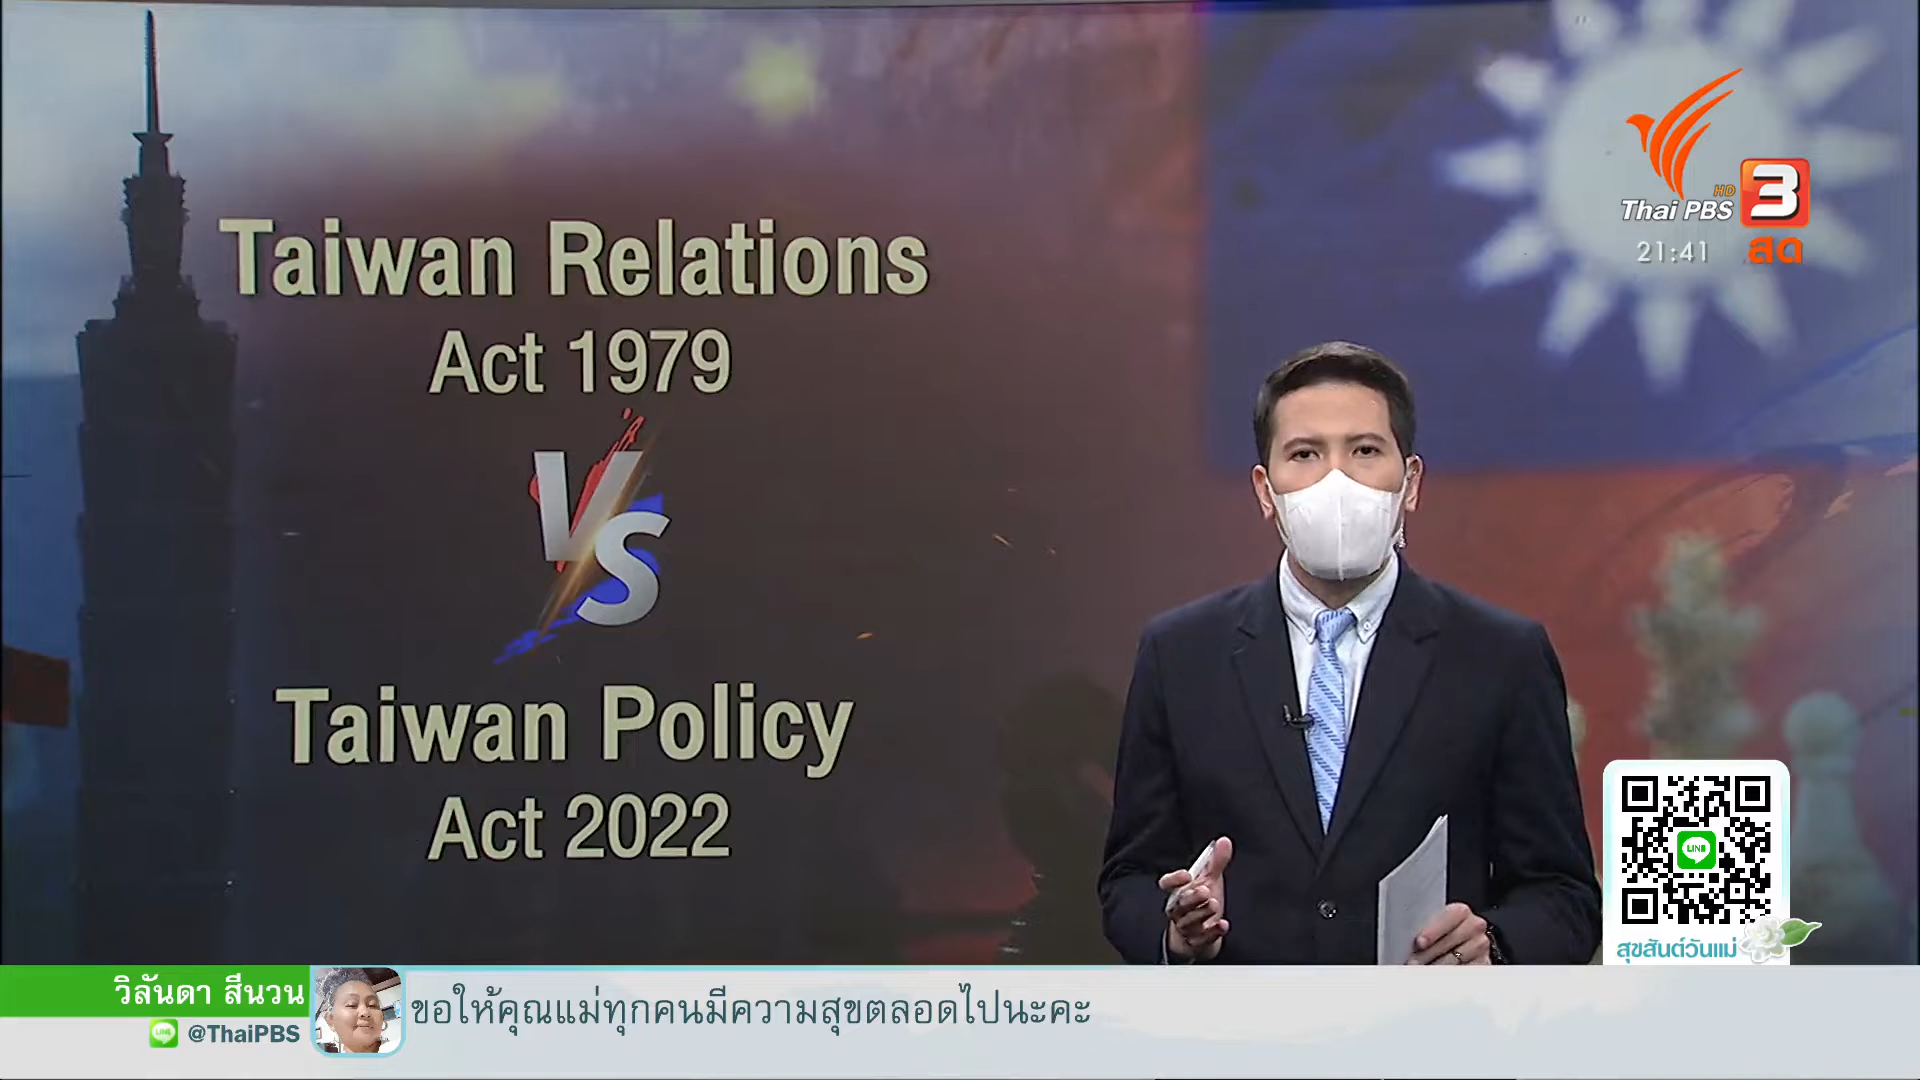 Taiwan Relations
Act 1979
VS
Taiwan Policy
Act 2022
HD
Thai PBS 3
21:41 สด
LINE
สุขสันต์วันแม่
วิลันดา สีนวน
LINE @ThaiPBS
ขอให้คุณแม่ทุกคนมีความสุขตลอดไปนะคะ